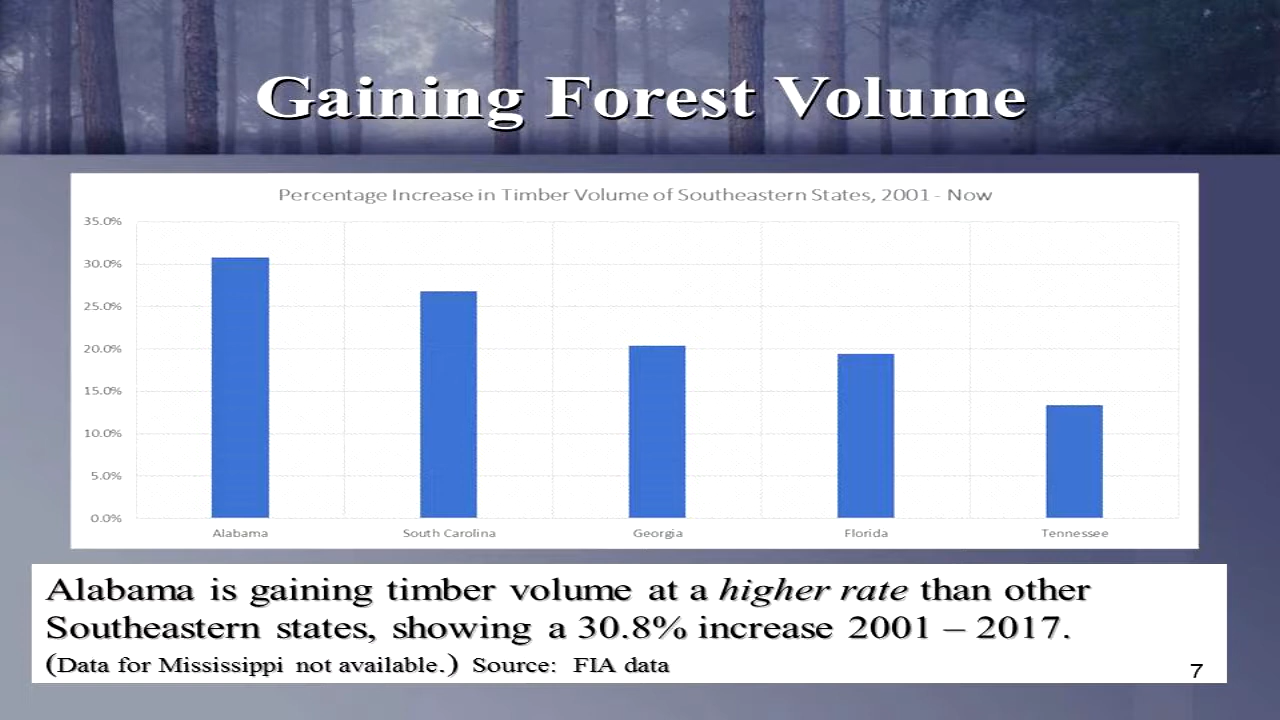 Gaining Forest Volume
Percentage Increase in Timber Volume of Southeastern States, 2001 - Now
35.0%
30.0%
25.0%
20.0%
15.0%
10.0%
5.0%
0.0%
Alabama South Carolina Georgia Florida Tennessee
Alabama is gaining timber volume at a higher rate than other
Southeastern states, showing a 30.8% increase 2001 – 2017.
(Data for Mississippi not available.) Source: FIA data
7